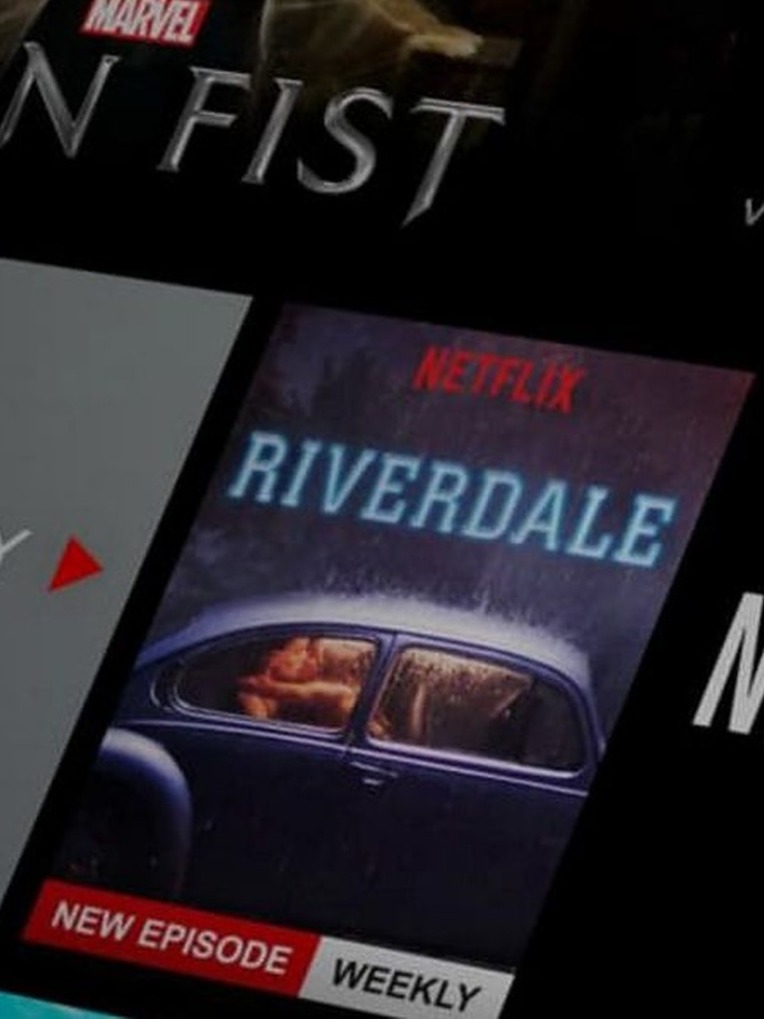 MARVEL
N FIST
V
NETFLIX
RIVERDALE
Y
N
NEW EPISODE WEEKLY